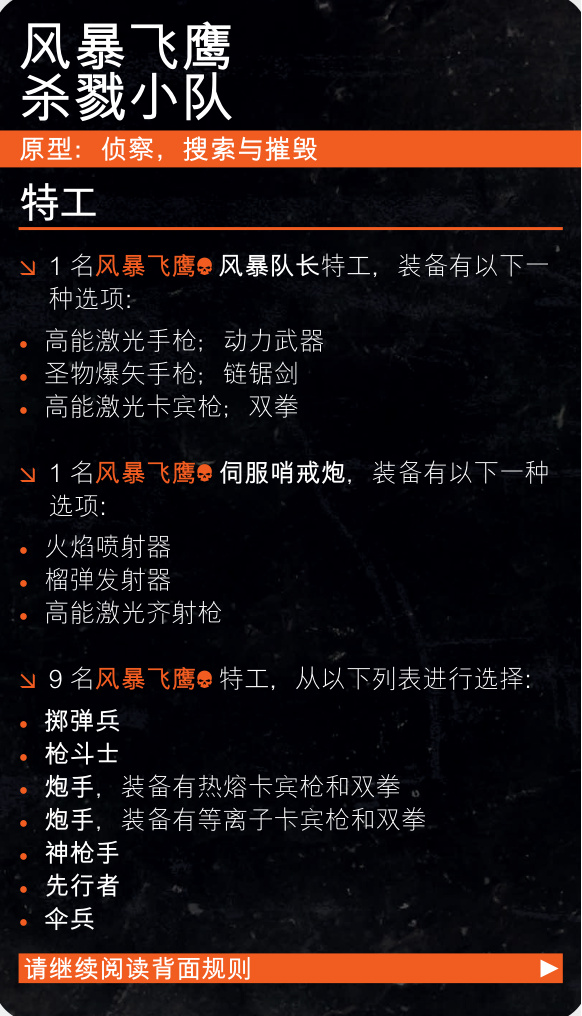 风暴飞鹰
杀戮小队
原型：侦察，搜索与摧毁
特工
↘ 1 名风暴飞鹰💀 风暴队长特工，装备有以下一
种选项:
• 高能激光手枪；动力武器
• 圣物爆矢手枪；链锯剑
• 高能激光卡宾枪；双拳
↘ 1 名风暴飞鹰💀 伺服哨戒炮，装备有以下一种
选项:
• 火焰喷射器
• 榴弹发射器
• 高能激光齐射枪
↘ 9 名风暴飞鹰💀 特工，从以下列表进行选择:
• 掷弹兵
• 枪斗士
• 炮手，装备有热熔卡宾枪和双拳
• 炮手，装备有等离子卡宾枪和双拳
• 神枪手
• 先行者
• 伞兵
请继续阅读背面规则 ▶